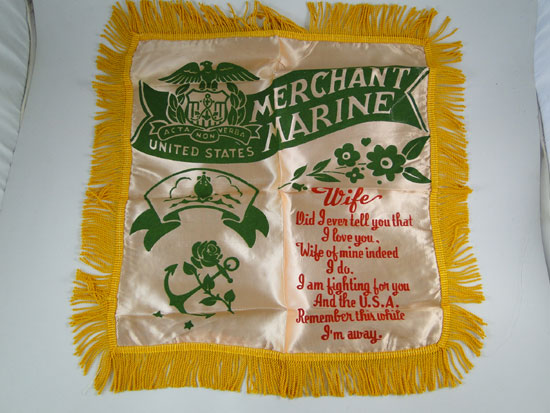 MERCHANT
MARINE
ACTA NON VERBA
UNITED STATES
Wife
Did I ever tell you that
I love you.
Wife of mine indeed
I do.
I am fighting for you
And the U.S.A.
Remember this white
I'm away.